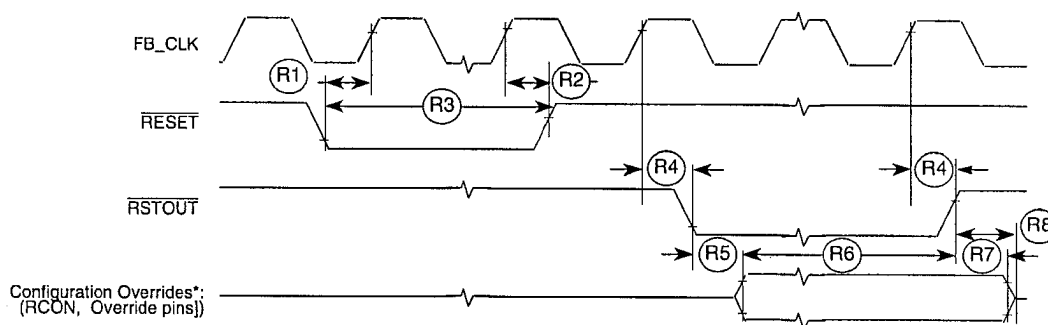 FB_CLK
R1
R2
R3
RESET
R4
R4
RSTOUT
R8
R5
R6
R7
Configuration Overrides*:
(RCON, Override pins])